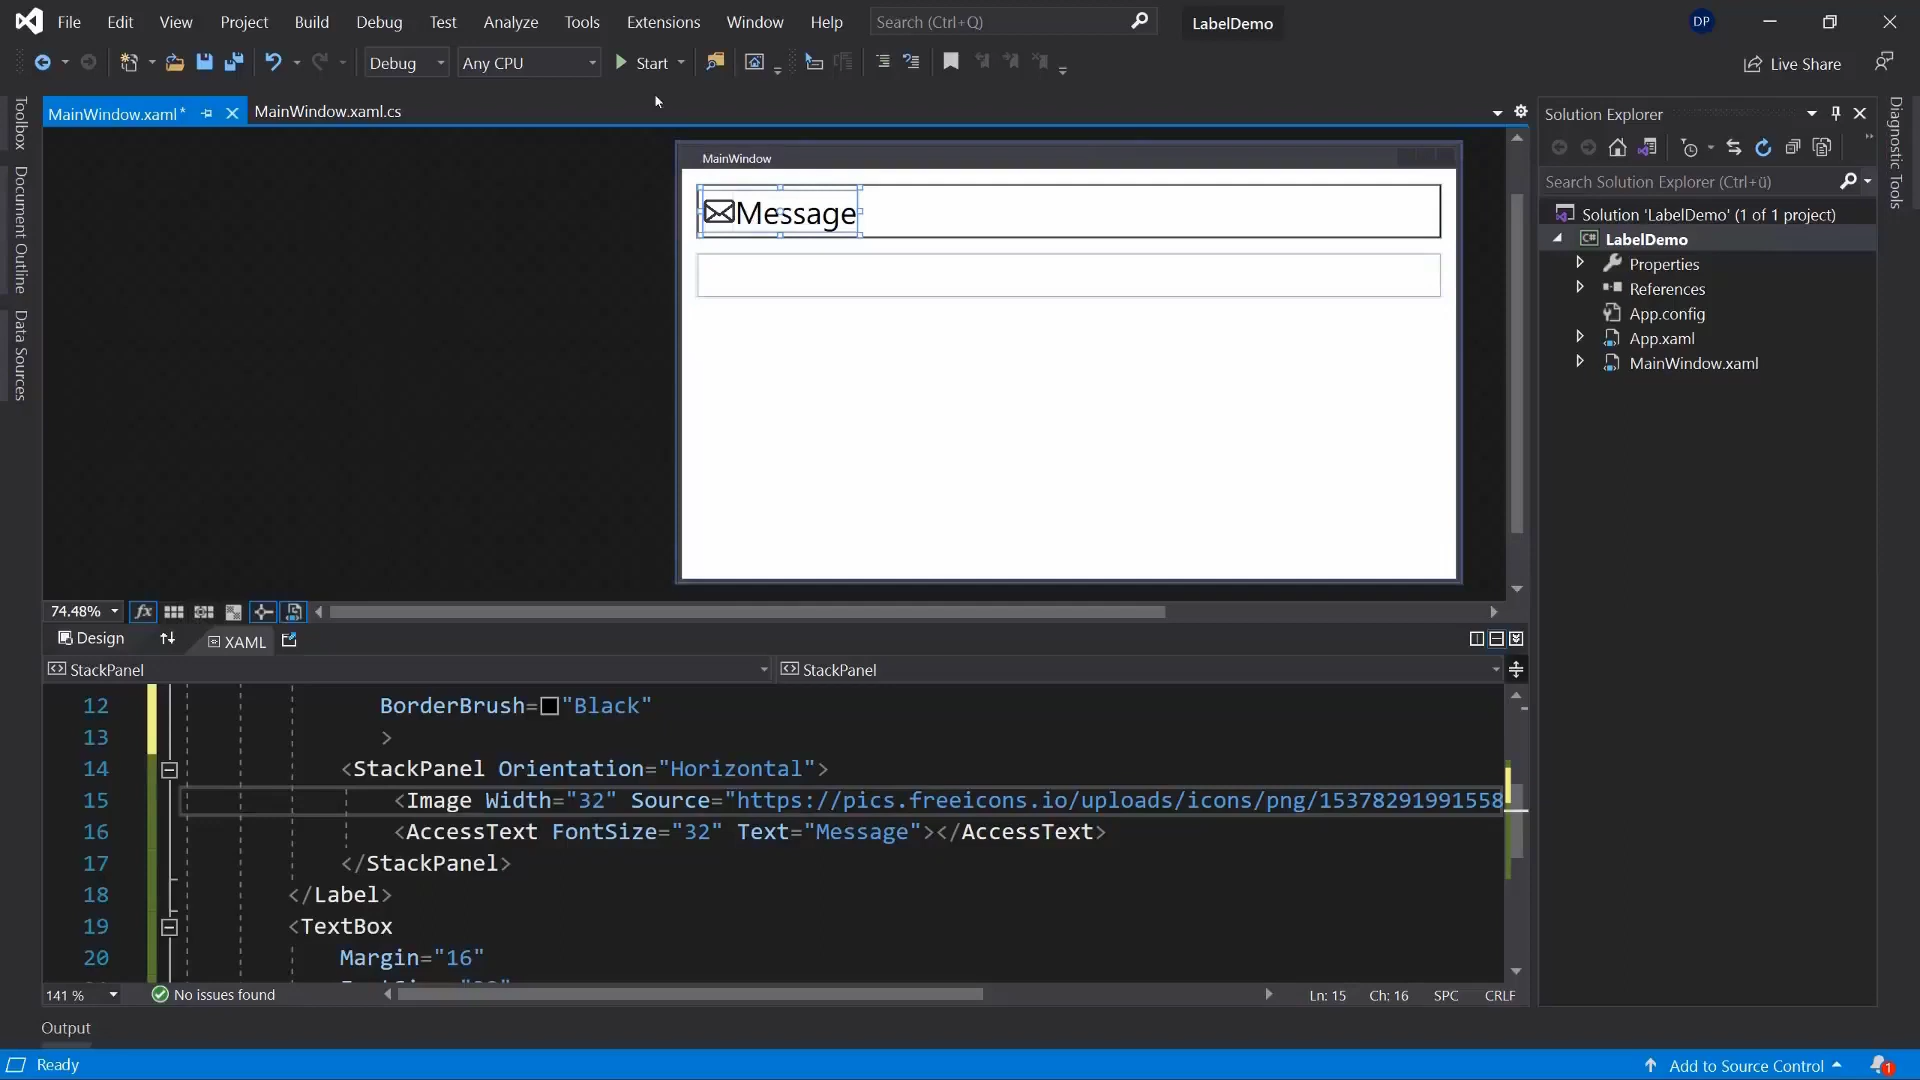 File Edit View Project Build Debug Test Analyze Tools Extensions Window Help Search (Ctrl+Q) LabelDemo DP
Debug Any CPU Start Live Share
MainWindow.xaml* MainWindow.xaml.cs
Toolbox
Document Outline
Data Sources
MainWindow
Message
74.48% fx
Design XAML
StackPanel StackPanel
12 BorderBrush="Black"
13 >
14 <StackPanel Orientation="Horizontal">
15 <Image Width="32" Source="https://pics.freeicons.io/uploads/icons/png/15378291991558
16 <AccessText FontSize="32" Text="Message"></AccessText>
17 </StackPanel>
18 </Label>
19 <TextBox
20 Margin="16"
141 % No issues found Ln: 15 Ch: 16 SPC CRLF
Output
Ready Add to Source Control 1
Solution Explorer
Search Solution Explorer (Ctrl+ü)
Solution 'LabelDemo' (1 of 1 project)
C# LabelDemo
Properties
References
App.config
App.xaml
MainWindow.xaml
Diagnostic Tools